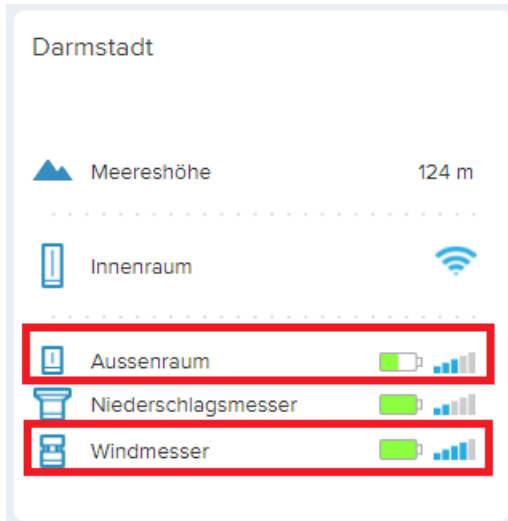 Darmstadt
Meereshöhe 124 m
Innenraum
Aussenraum
Niederschlagsmesser
Windmesser